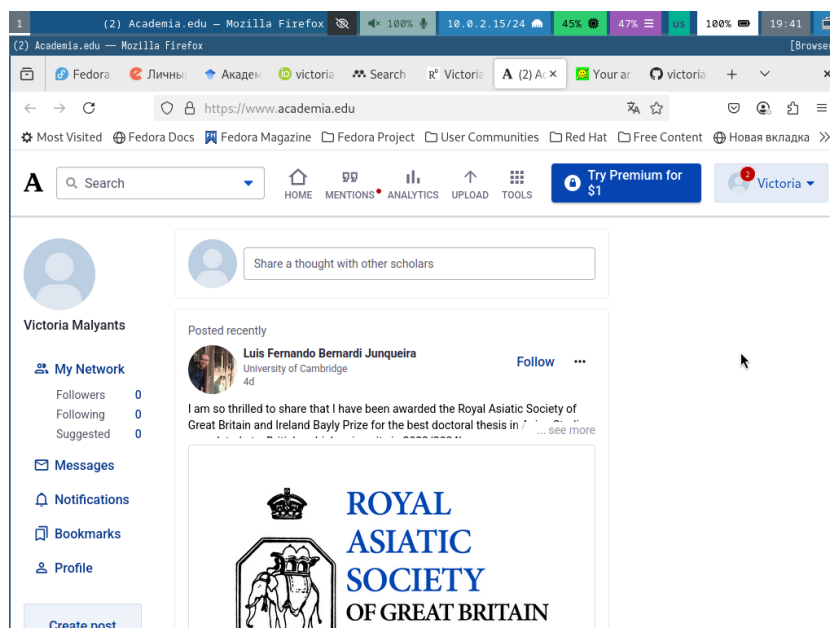 1
(2) Academia.edu — Mozilla Firefox
100%
10.0.2.15/24
45%
47%
us
100%
19:41
(2) Academia.edu — Mozilla Firefox
[Browser
Fedora
Личны
Академ
victoria
Search
Victoria
A (2) Ac
Your ar
victoria
https://www.academia.edu
Most Visited
Fedora Docs
Fedora Magazine
Fedora Project
User Communities
Red Hat
Free Content
Новая вкладка
A
Search
HOME
MENTIONS
ANALYTICS
UPLOAD
TOOLS
Try Premium for
$1
2
Victoria
Victoria Malyants
My Network
Followers 0
Following 0
Suggested 0
Messages
Notifications
Bookmarks
Profile
Create post
Share a thought with other scholars
Posted recently
Luis Fernando Bernardi Junqueira
University of Cambridge
4d
Follow
I am so thrilled to share that I have been awarded the Royal Asiatic Society of
Great Britain and Ireland Bayly Prize for the best doctoral thesis in
... see more
ROYAL
ASIATIC
SOCIETY
OF GREAT BRITAIN